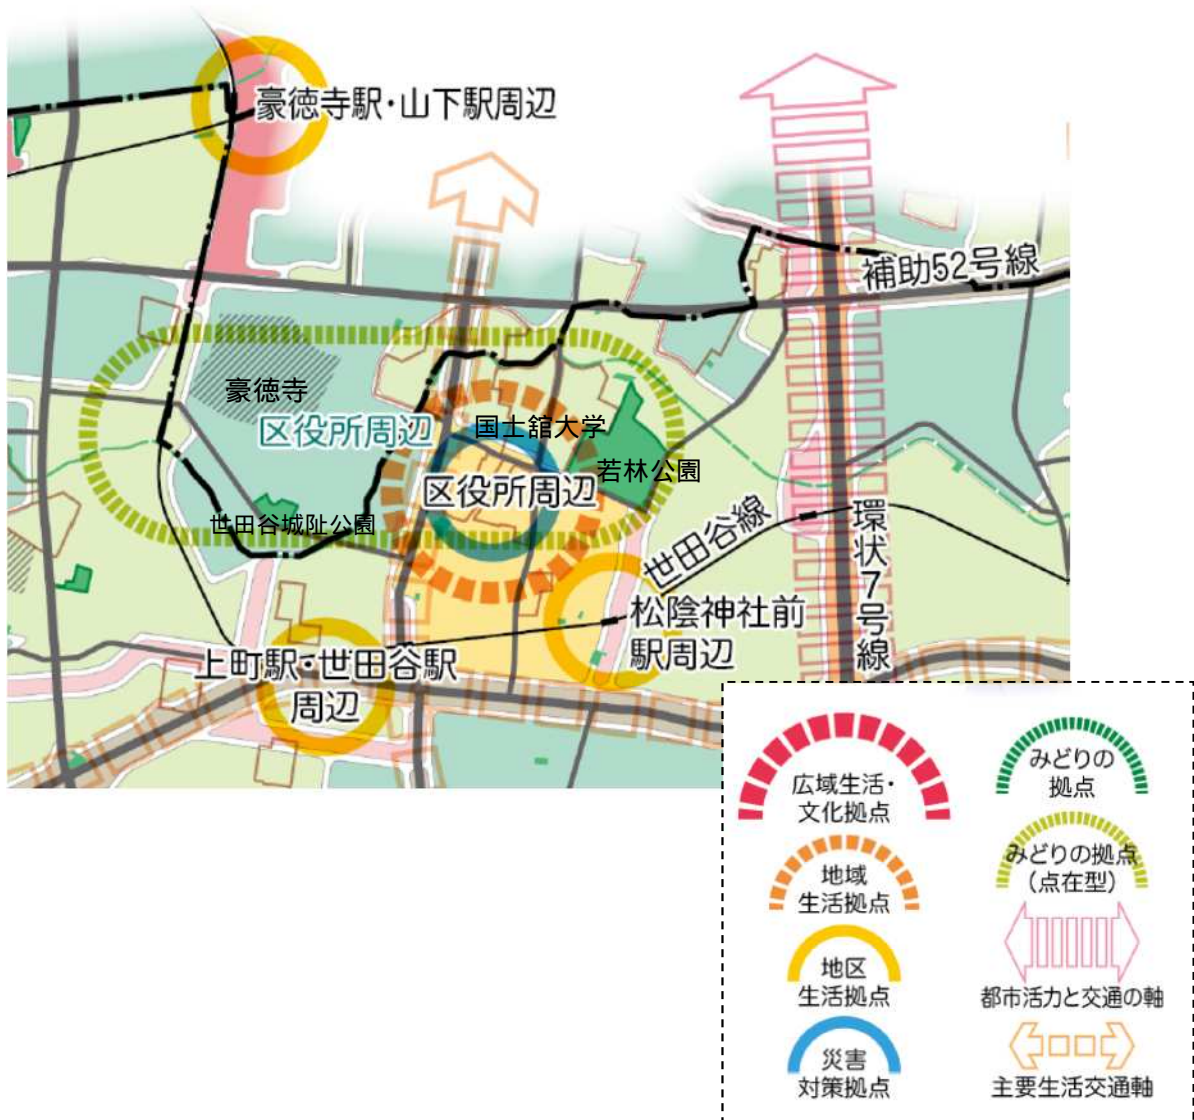 豪徳寺駅・山下駅周辺
補助52号線
豪徳寺
区役所周辺
国士舘大学
若林公園
区役所周辺
世田谷城阯公園
世田谷線
環状7号線
松陰神社前
駅周辺
上町駅・世田谷駅
周辺
広域生活・
文化拠点
みどりの
拠点
地域
生活拠点
みどりの拠点
（点在型）
地区
生活拠点
都市活力と交通の軸
災害
対策拠点
主要生活交通軸